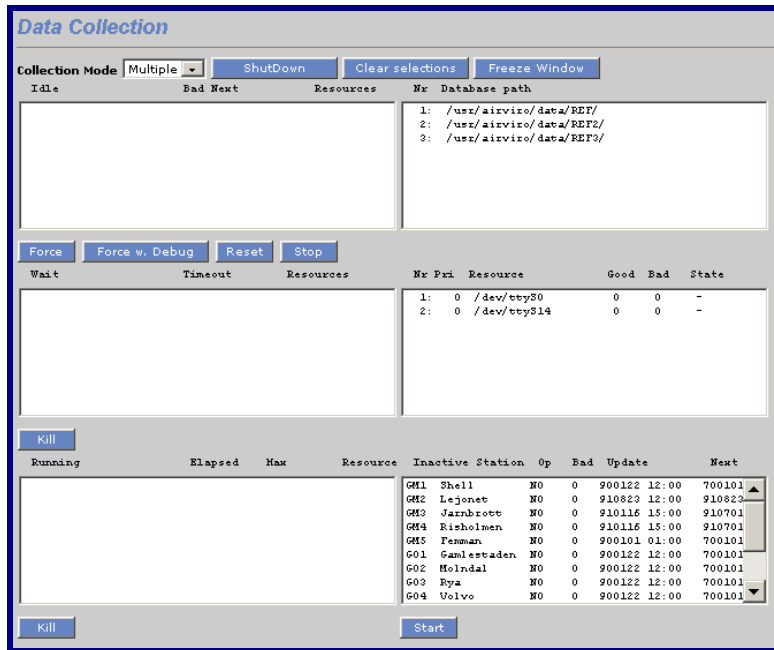 Data Collection
Collection Mode Multiple ShutDown Clear selections Freeze Window
Idle Bad Next Resources Nr Database path
1: /usr/airviro/data/REF/
2: /usr/airviro/data/REF2/
3: /usr/airviro/data/REF3/
Force Force w. Debug Reset Stop
Wait Timeout Resources Nr Pri Resource Good Bad State
1: 0 /dev/ttyS0 0 0 -
2: 0 /dev/ttyS14 0 0 -
Kill
Running Elapsed Max Resource Inactive Station Op Bad Update Next
GM1 Shell NO 0 900122 12:00 700101
GM2 Lejonet NO 0 910823 12:00 910823
GM3 Jarnbrott NO 0 910116 15:00 910701
GM4 Risholmen NO 0 910116 15:00 910701
GM5 Femman NO 0 900101 01:00 700101
G01 Gamlestaden NO 0 900122 12:00 700101
G02 Molndal NO 0 900122 12:00 700101
G03 Rya NO 0 900122 12:00 700101
G04 Volvo NO 0 900122 12:00 700101
Kill Start